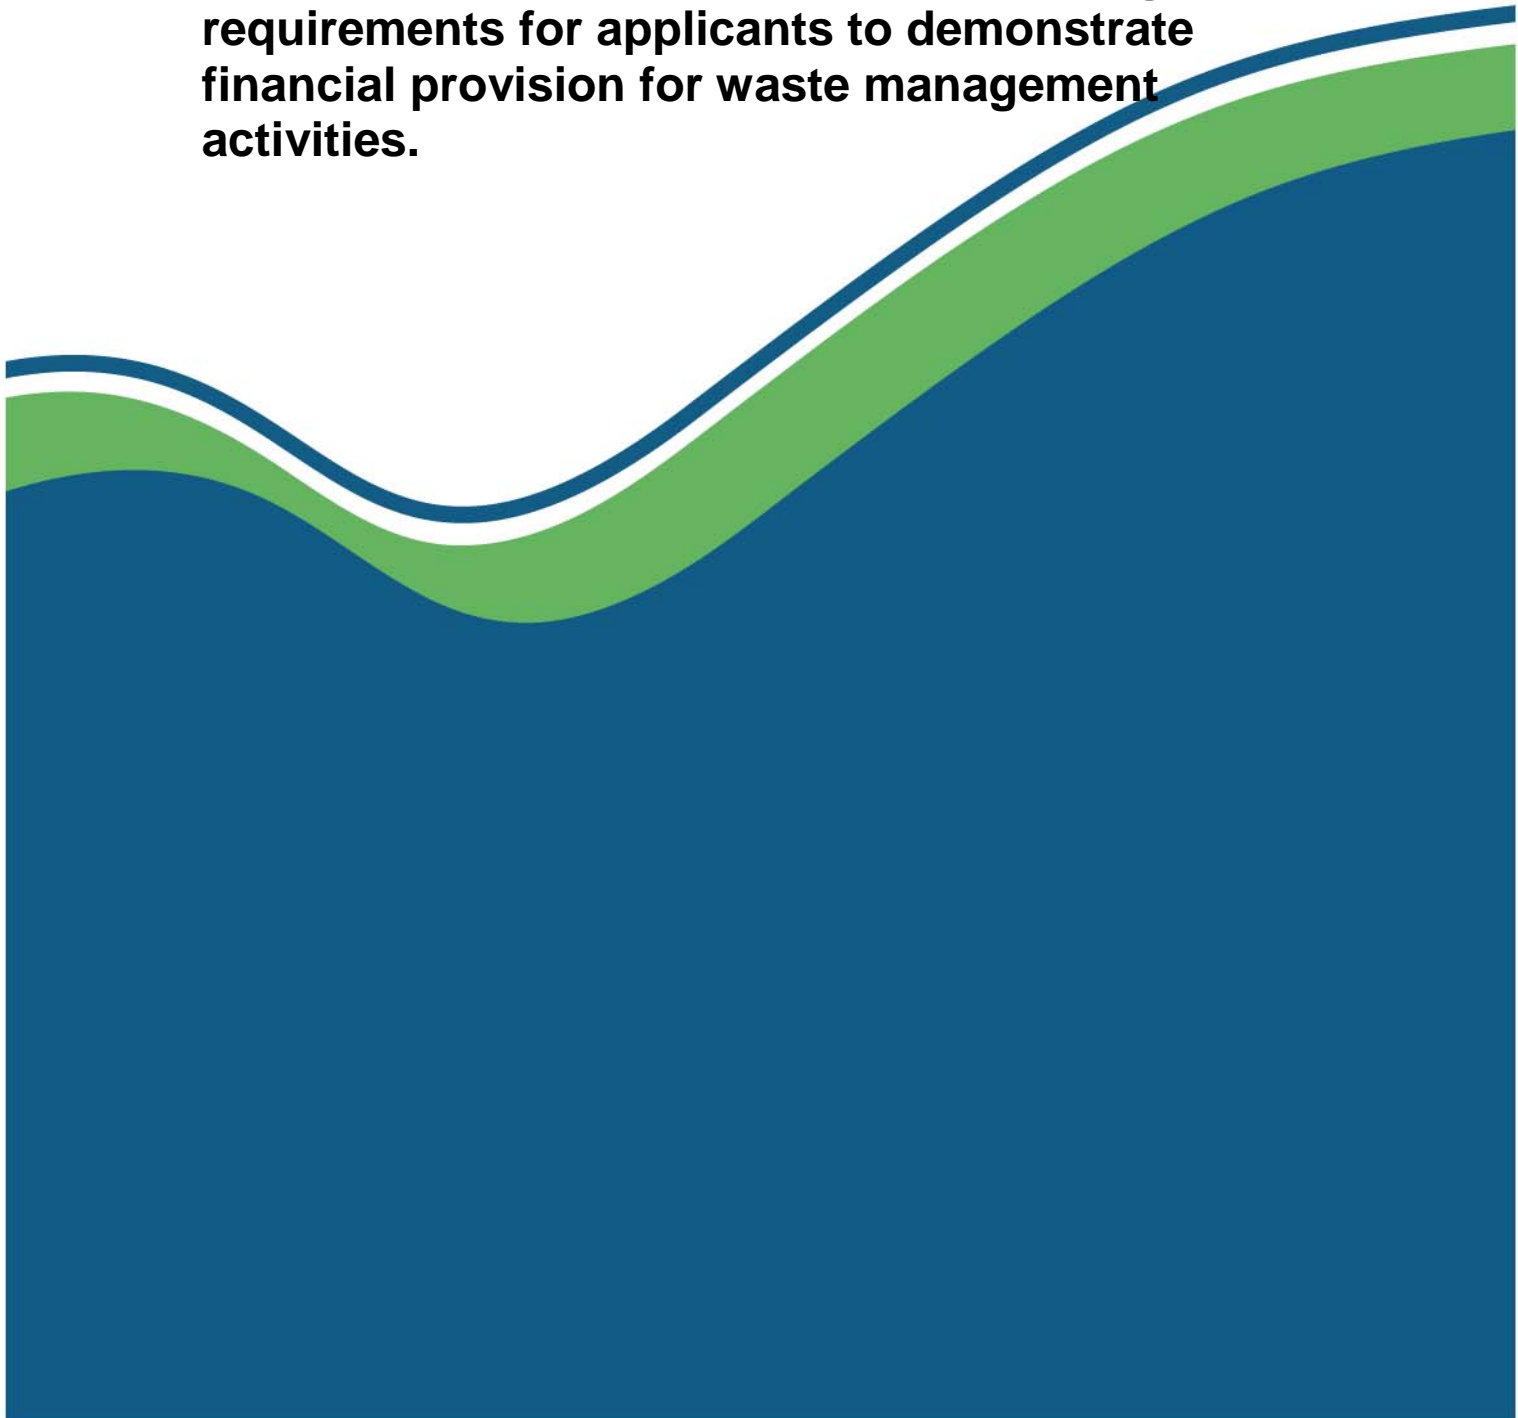 requirements for applicants to demonstrate
financial provision for waste management
activities.